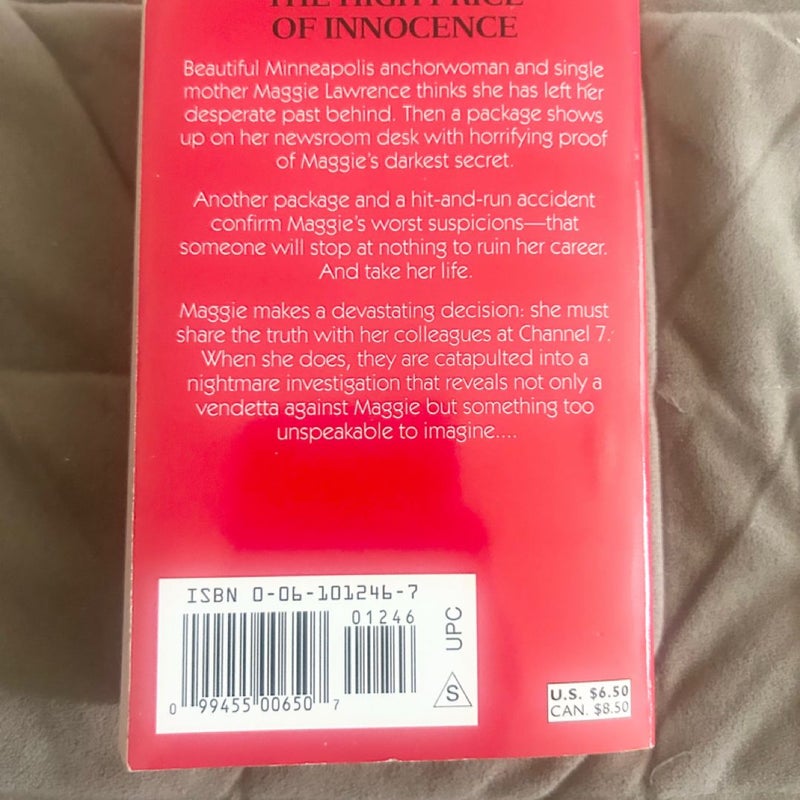 THE HIGH PRICE
OF INNOCENCE
Beautiful Minneapolis anchorwoman and single
mother Maggie Lawrence thinks she has left her
desperate past behind. Then a package shows
up on her newsroom desk with horrifying proof
of Maggie's darkest secret.
Another package and a hit-and-run accident
confirm Maggie's worst suspicions—that
someone will stop at nothing to ruin her career.
And take her life.
Maggie makes a devastating decision: she must
share the truth with her colleagues at Channel 7.
When she does, they are catapulted into a
nightmare investigation that reveals not only a
vendetta against Maggie but something too
unspeakable to imagine....
ISBN 0-06-101246-7
01246
0 99455 00650 7
UPC
S
U.S. $6.50
CAN. $8.50